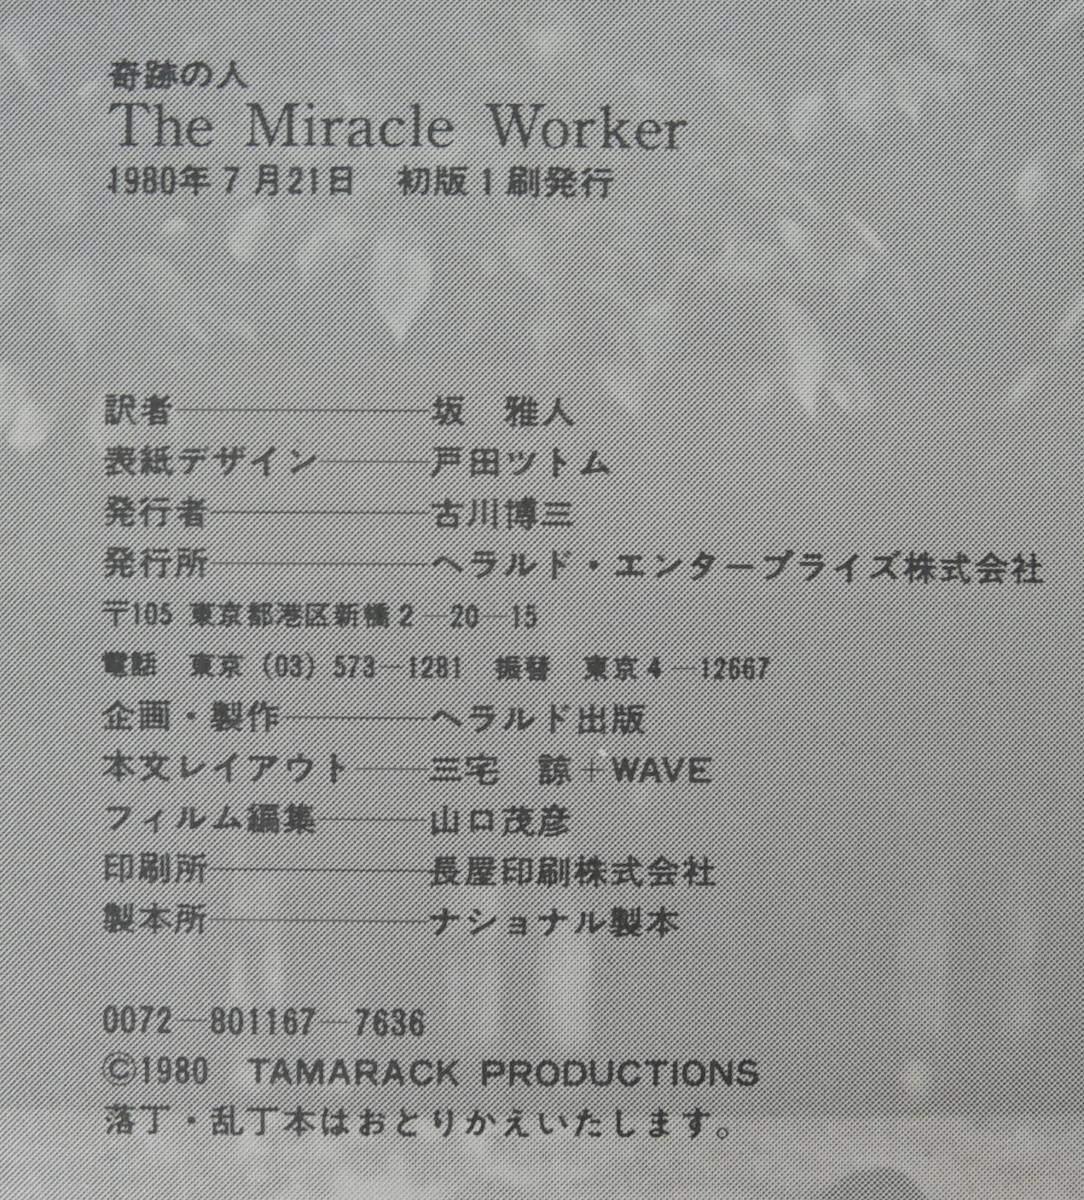 奇跡の人
The Miracle Worker
1980年7月21日　初版1刷発行
訳者————坂　雅人
表紙デザイン————戸田ツトム
発行者————古川博三
発行所————ヘラルド・エンタープライズ株式会社
〒105 東京都港区新橋2—20—15
電話　東京（03）573—1281　振替　東京4—12667
企画・製作————ヘラルド出版
本文レイアウト————三宅　諒+WAVE
フィルム編集————山口茂彦
印刷所————長屋印刷株式会社
製本所————ナショナル製本
0072—801167—7636
©1980　TAMARACK PRODUCTIONS
落丁・乱丁本はおとりかえいたします。